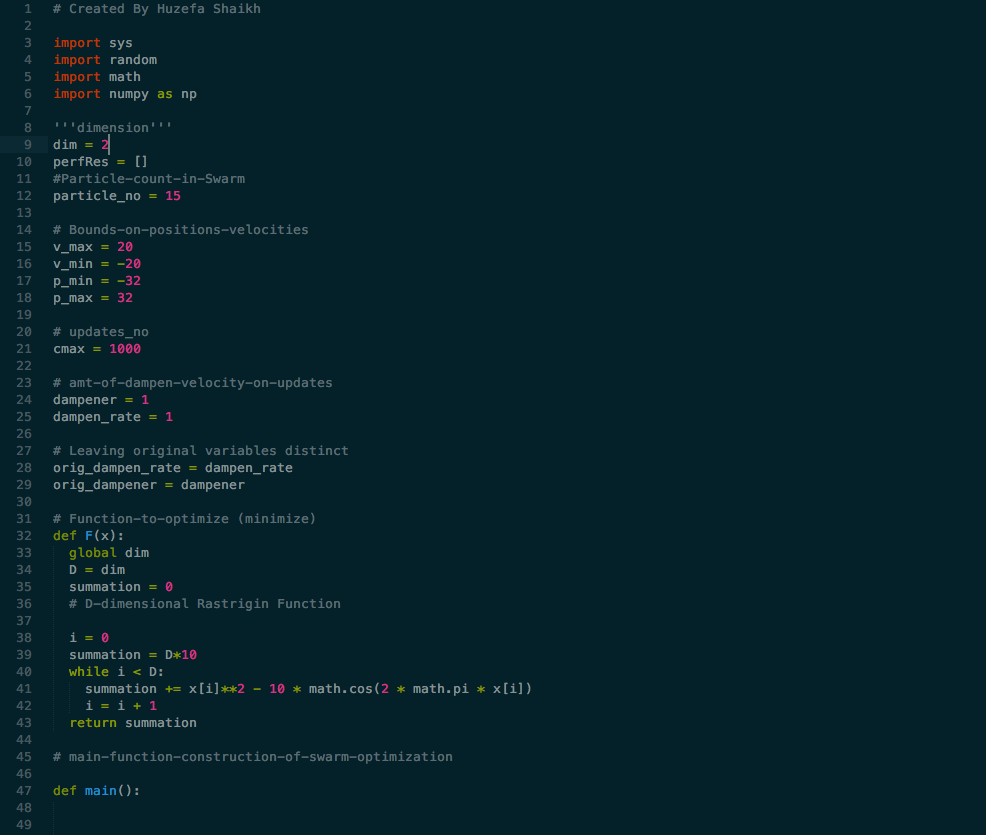 1 # Created By Huzefa Shaikh
2
3 import sys
4 import random
5 import math
6 import numpy as np
7
8 '''dimension'''
9 dim = 2
10 perfRes = []
11 #Particle-count-in-Swarm
12 particle_no = 15
13
14 # Bounds-on-positions-velocities
15 v_max = 20
16 v_min = -20
17 p_min = -32
18 p_max = 32
19
20 # updates_no
21 cmax = 1000
22
23 # amt-of-dampen-velocity-on-updates
24 dampener = 1
25 dampen_rate = 1
26
27 # Leaving original variables distinct
28 orig_dampen_rate = dampen_rate
29 orig_dampener = dampener
30
31 # Function-to-optimize (minimize)
32 def F(x):
33   global dim
34   D = dim
35   summation = 0
36   # D-dimensional Rastrigin Function
37
38   i = 0
39   summation = D*10
40   while i < D:
41     summation += x[i]**2 - 10 * math.cos(2 * math.pi * x[i])
42     i = i + 1
43   return summation
44
45 # main-function-construction-of-swarm-optimization
46
47 def main():
48
49